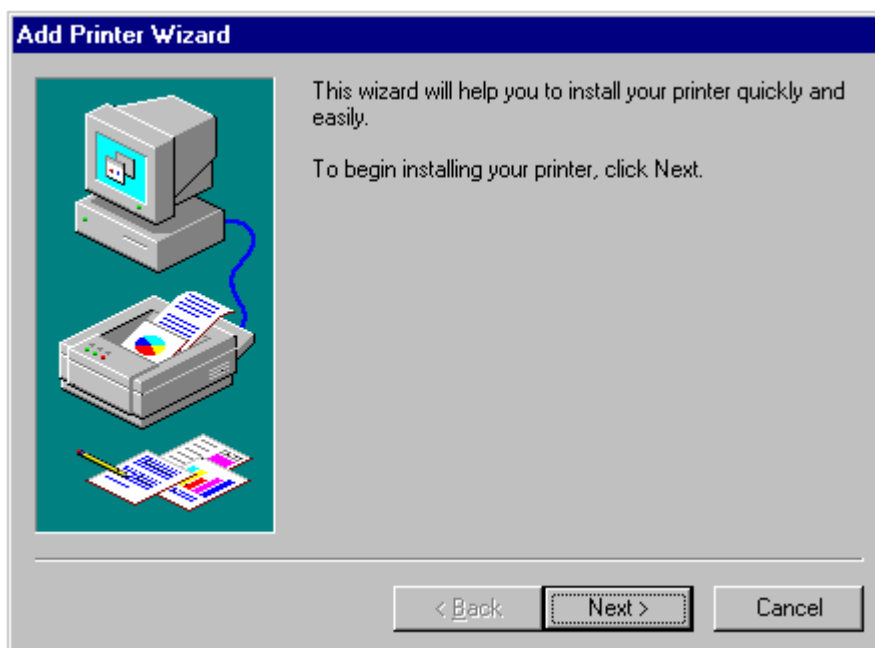 Add Printer Wizard
This wizard will help you to install your printer quickly and
easily.
To begin installing your printer, click Next.
< Back
Next >
Cancel